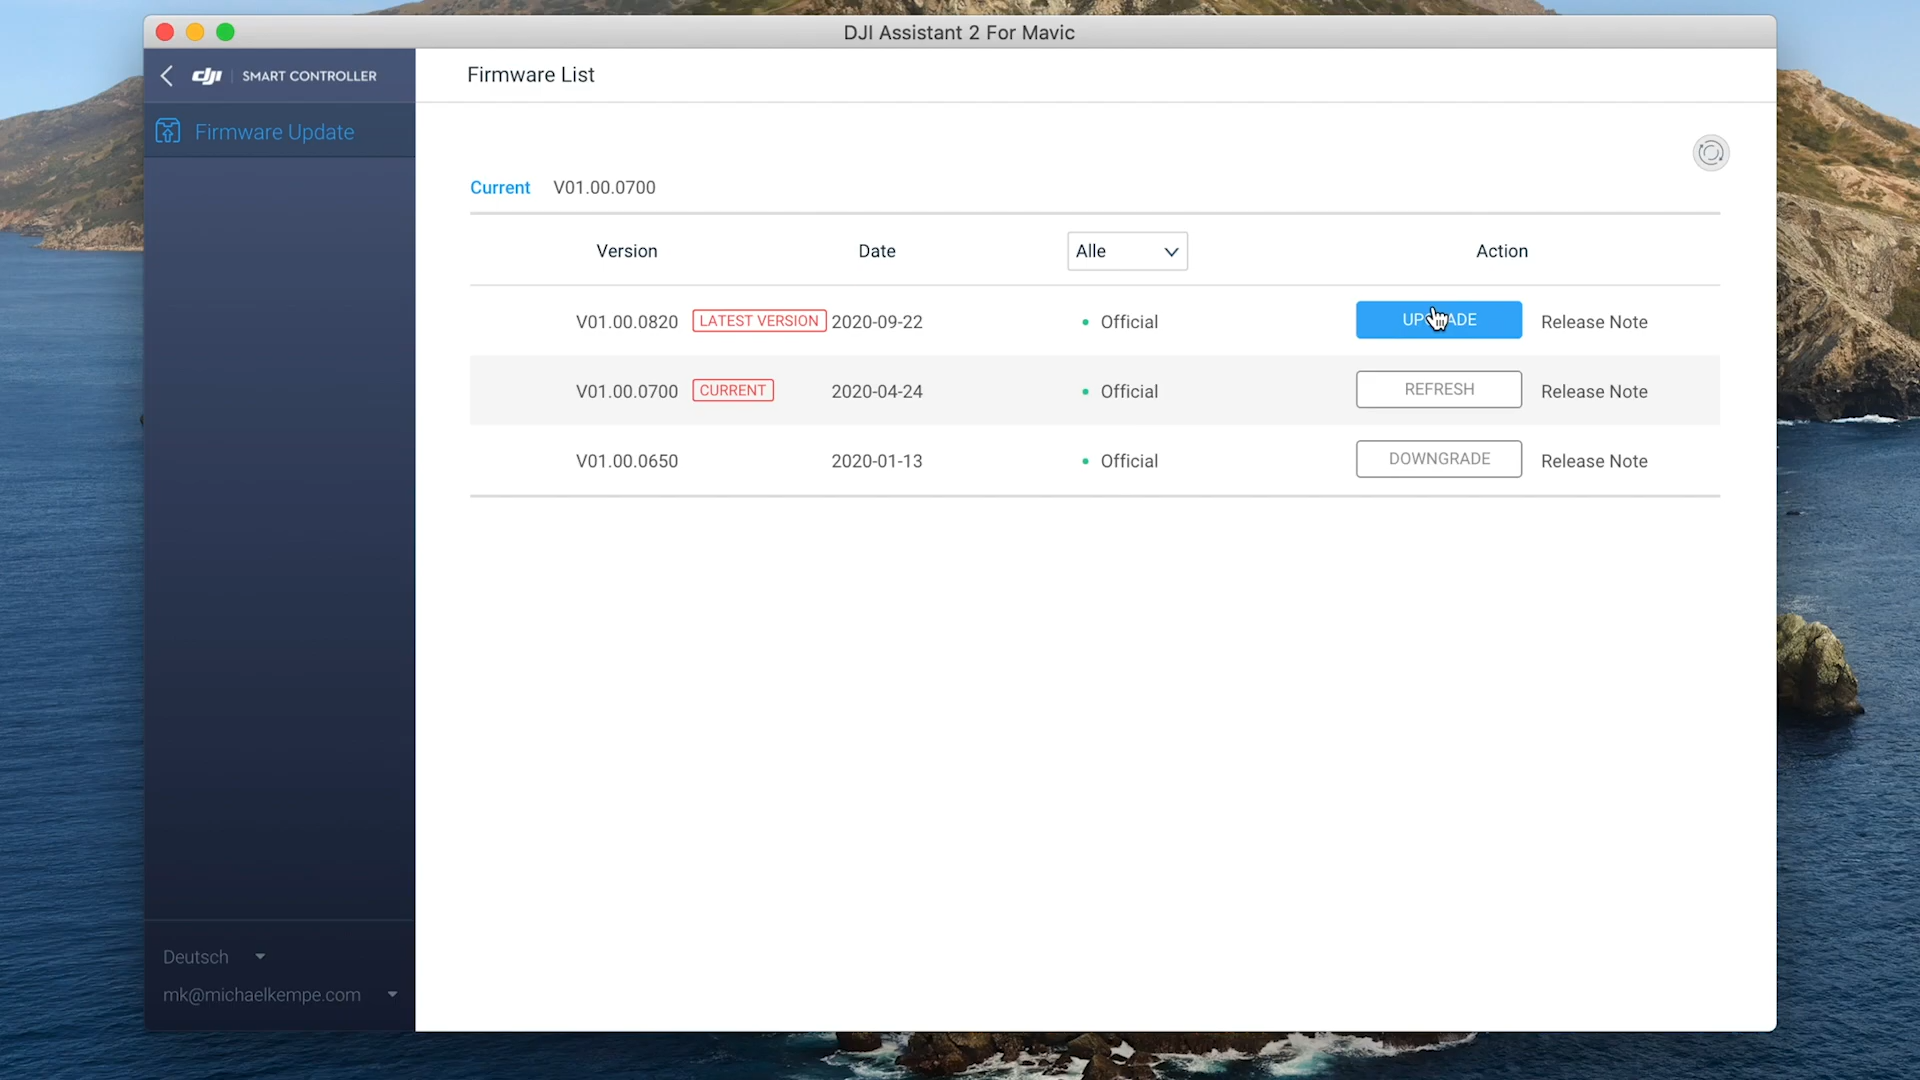 DJI Assistant 2 For Mavic
dji SMART CONTROLLER
Firmware List
Firmware Update
Current V01.00.0700
Version Date Alle Action
V01.00.0820 LATEST VERSION 2020-09-22 Official UPGRADE Release Note
V01.00.0700 CURRENT 2020-04-24 Official REFRESH Release Note
V01.00.0650 2020-01-13 Official DOWNGRADE Release Note
Deutsch
mk@michaelkempe.com